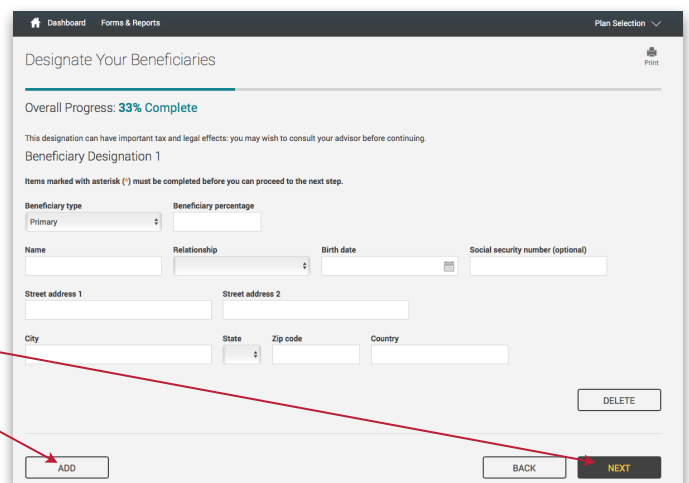 Dashboard Forms & Reports Plan Selection
Designate Your Beneficiaries
Print
Overall Progress: 33% Complete
This designation can have important tax and legal effects: you may wish to consult your advisor before continuing.
Beneficiary Designation 1
Items marked with asterisk (*) must be completed before you can proceed to the next step.
Beneficiary type Beneficiary percentage
Primary
Name Relationship Birth date Social security number (optional)
Street address 1 Street address 2
City State Zip code Country
DELETE
ADD BACK NEXT